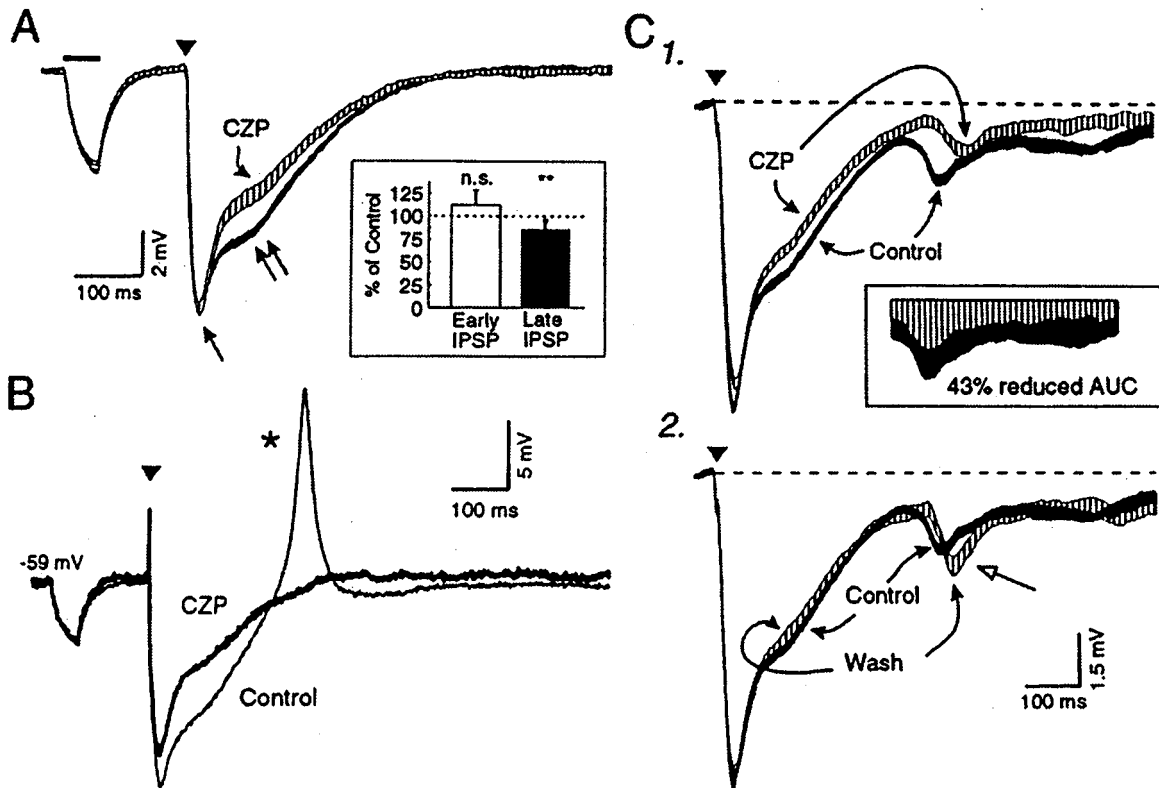 A
CZP
2 mV
100 ms
n.s.
**
% of Control
125
100
75
50
25
0
Early
IPSP
Late
IPSP
B
*
5 mV
100 ms
-59 mV
CZP
Control
C
1.
CZP
Control
43% reduced AUC
2.
Control
Wash
1.5 mV
100 ms